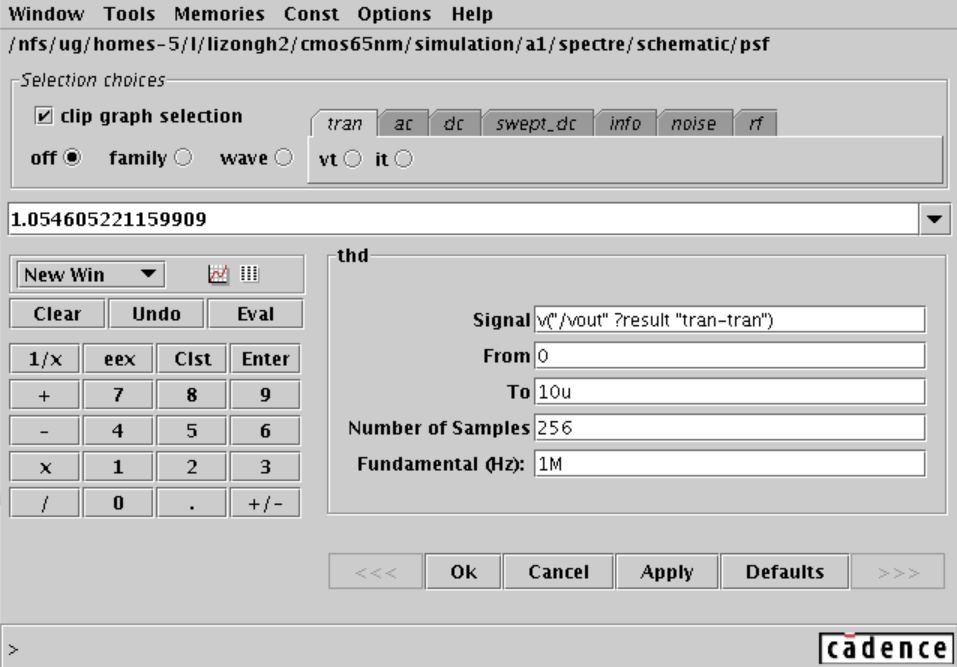 Window Tools Memories Const Options Help
/nfs/ug/homes-5/l/lizongh2/cmos65nm/simulation/a1/spectre/schematic/psf
Selection choices
clip graph selection
tran ac dc swept_dc info noise rf
off family wave vt it
1.054605221159909
New Win
thd
Clear Undo Eval
Signal v("/vout" ?result "tran-tran")
1/x eex Clst Enter
From 0
+ 7 8 9
To 10u
- 4 5 6
Number of Samples 256
x 1 2 3
Fundamental (Hz): 1M
/ 0 . +/-
<<< Ok Cancel Apply Defaults >>>
> cādence